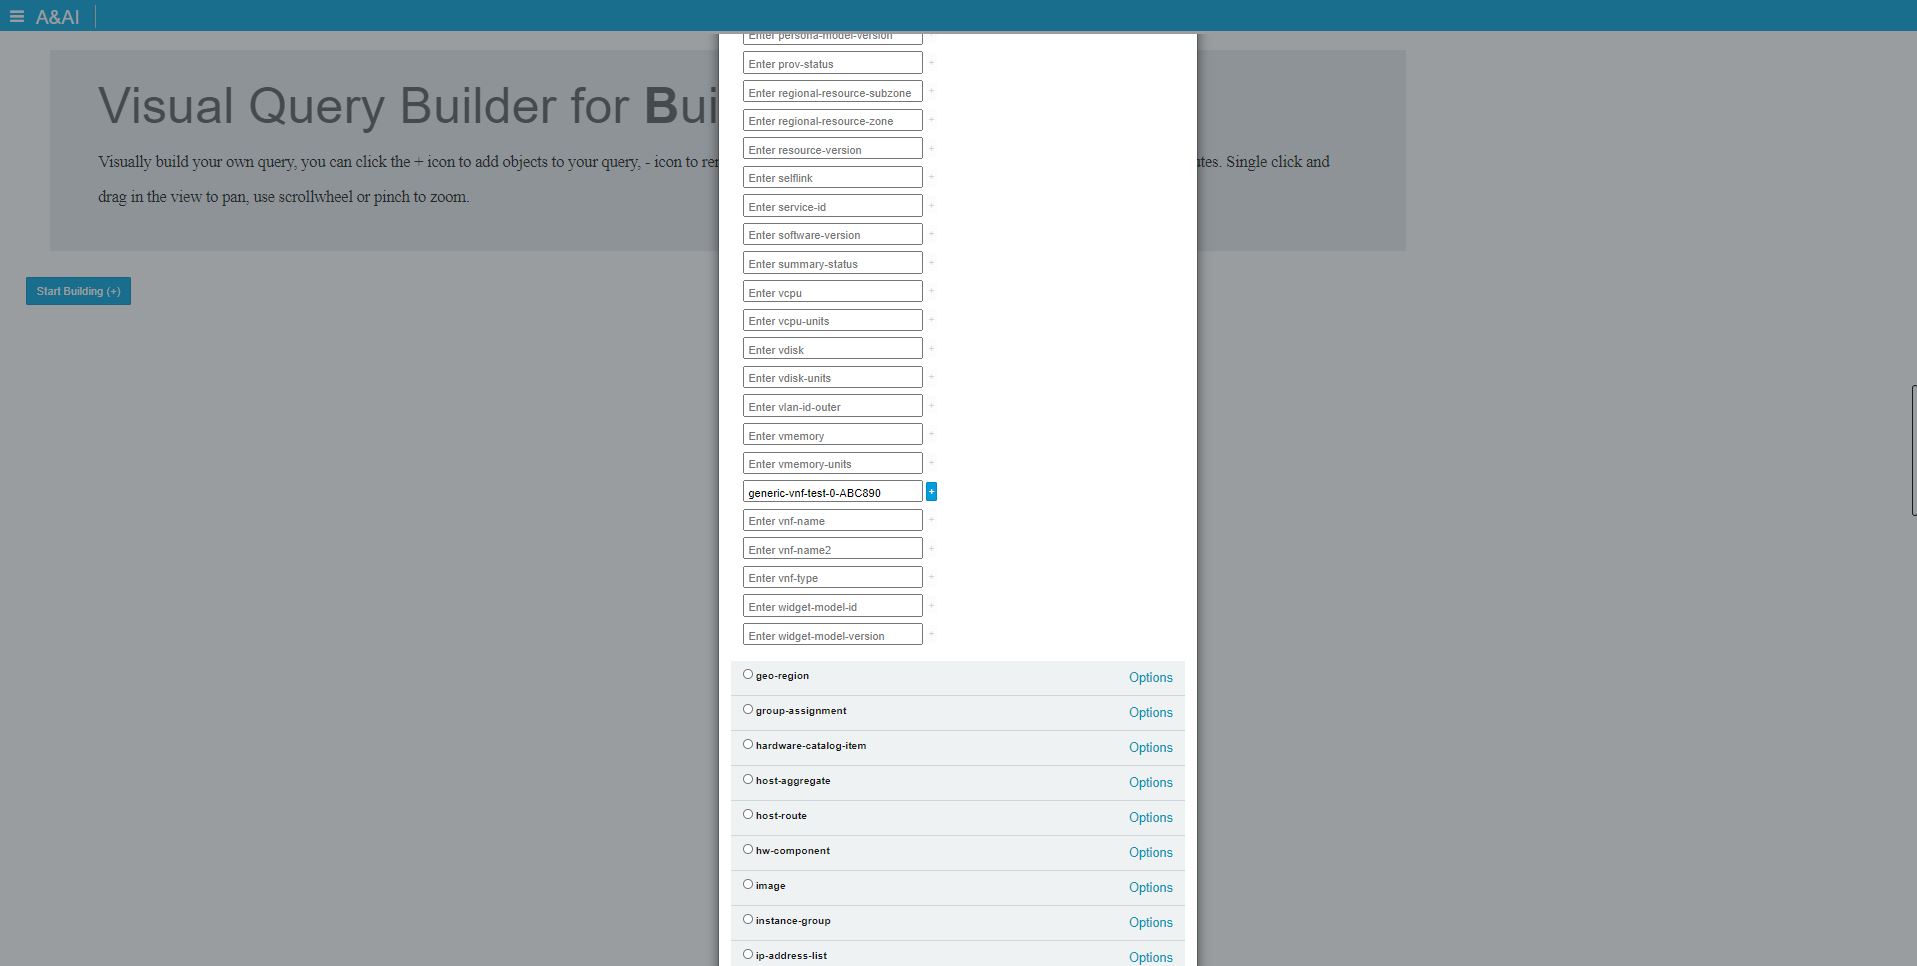 A&AI
Enter persona-model-version
Visual Query Builder for Bui
Visually build your own query, you can click the + icon to add objects to your query, - icon to rer
utes. Single click and
drag in the view to pan, use scrollwheel or pinch to zoom.
Start Building (+)
Enter prov-status +
Enter regional-resource-subzone +
Enter regional-resource-zone +
Enter resource-version +
Enter selflink +
Enter service-id +
Enter software-version +
Enter summary-status +
Enter vcpu +
Enter vcpu-units +
Enter vdisk +
Enter vdisk-units +
Enter vlan-id-outer +
Enter vmemory +
Enter vmemory-units +
generic-vnf-test-0-ABC890 +
Enter vnf-name +
Enter vnf-name2 +
Enter vnf-type +
Enter widget-model-id +
Enter widget-model-version +
geo-region Options
group-assignment Options
hardware-catalog-item Options
host-aggregate Options
host-route Options
hw-component Options
image Options
instance-group Options
ip-address-list Options